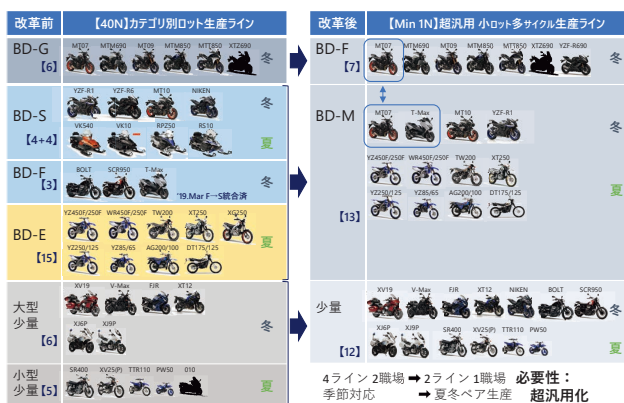 改革前 【40N】カテゴリ別ロット生産ライン
BD-G
【6】
MT07 MTM690 MT09 MTM850 MTT850 XTZ690
冬
BD-S
【4+4】
YZF-R1 YZF-R6 MT10 NIKEN
冬
VK540 VK10 RPZ50 RS10
夏
BD-F
【3】
BOLT SCR950 T-Max
'19.Mar F→S統合済
冬
BD-E
【15】
YZ450F/250F WR450F/250F TW200 XT250 XG250
YZ250/125 YZ85/65 AG200/100 DT175/125
夏
大型
少量
【6】
XV19 V-Max FJR XT12
XJ6P XJ9P
冬
小型
少量【5】
SR400 XV25(P) TTR110 PW50 010
夏
改革後 【Min 1N】超汎用 小ロット多サイクル生産ライン
BD-F
【7】
MT07 MTM690 MT09 MTM850 MTT850 XTZ690 YZF-R690
冬
BD-M
【13】
MT07 T-Max MT10 YZF-R1
冬
YZ450F/250F WR450F/250F TW200 XT250
YZ250/125 YZ85/65 AG200/100 DT175/125
夏
少量
【12】
XV19 V-Max FJR XT12 NIKEN BOLT SCR950
冬
XJ6P XJ9P SR400 XV25(P) TTR110 PW50
夏
4ライン 2職場 ➡ 2ライン 1職場 必要性：
季節対応 ➡ 夏冬ペア生産 超汎用化